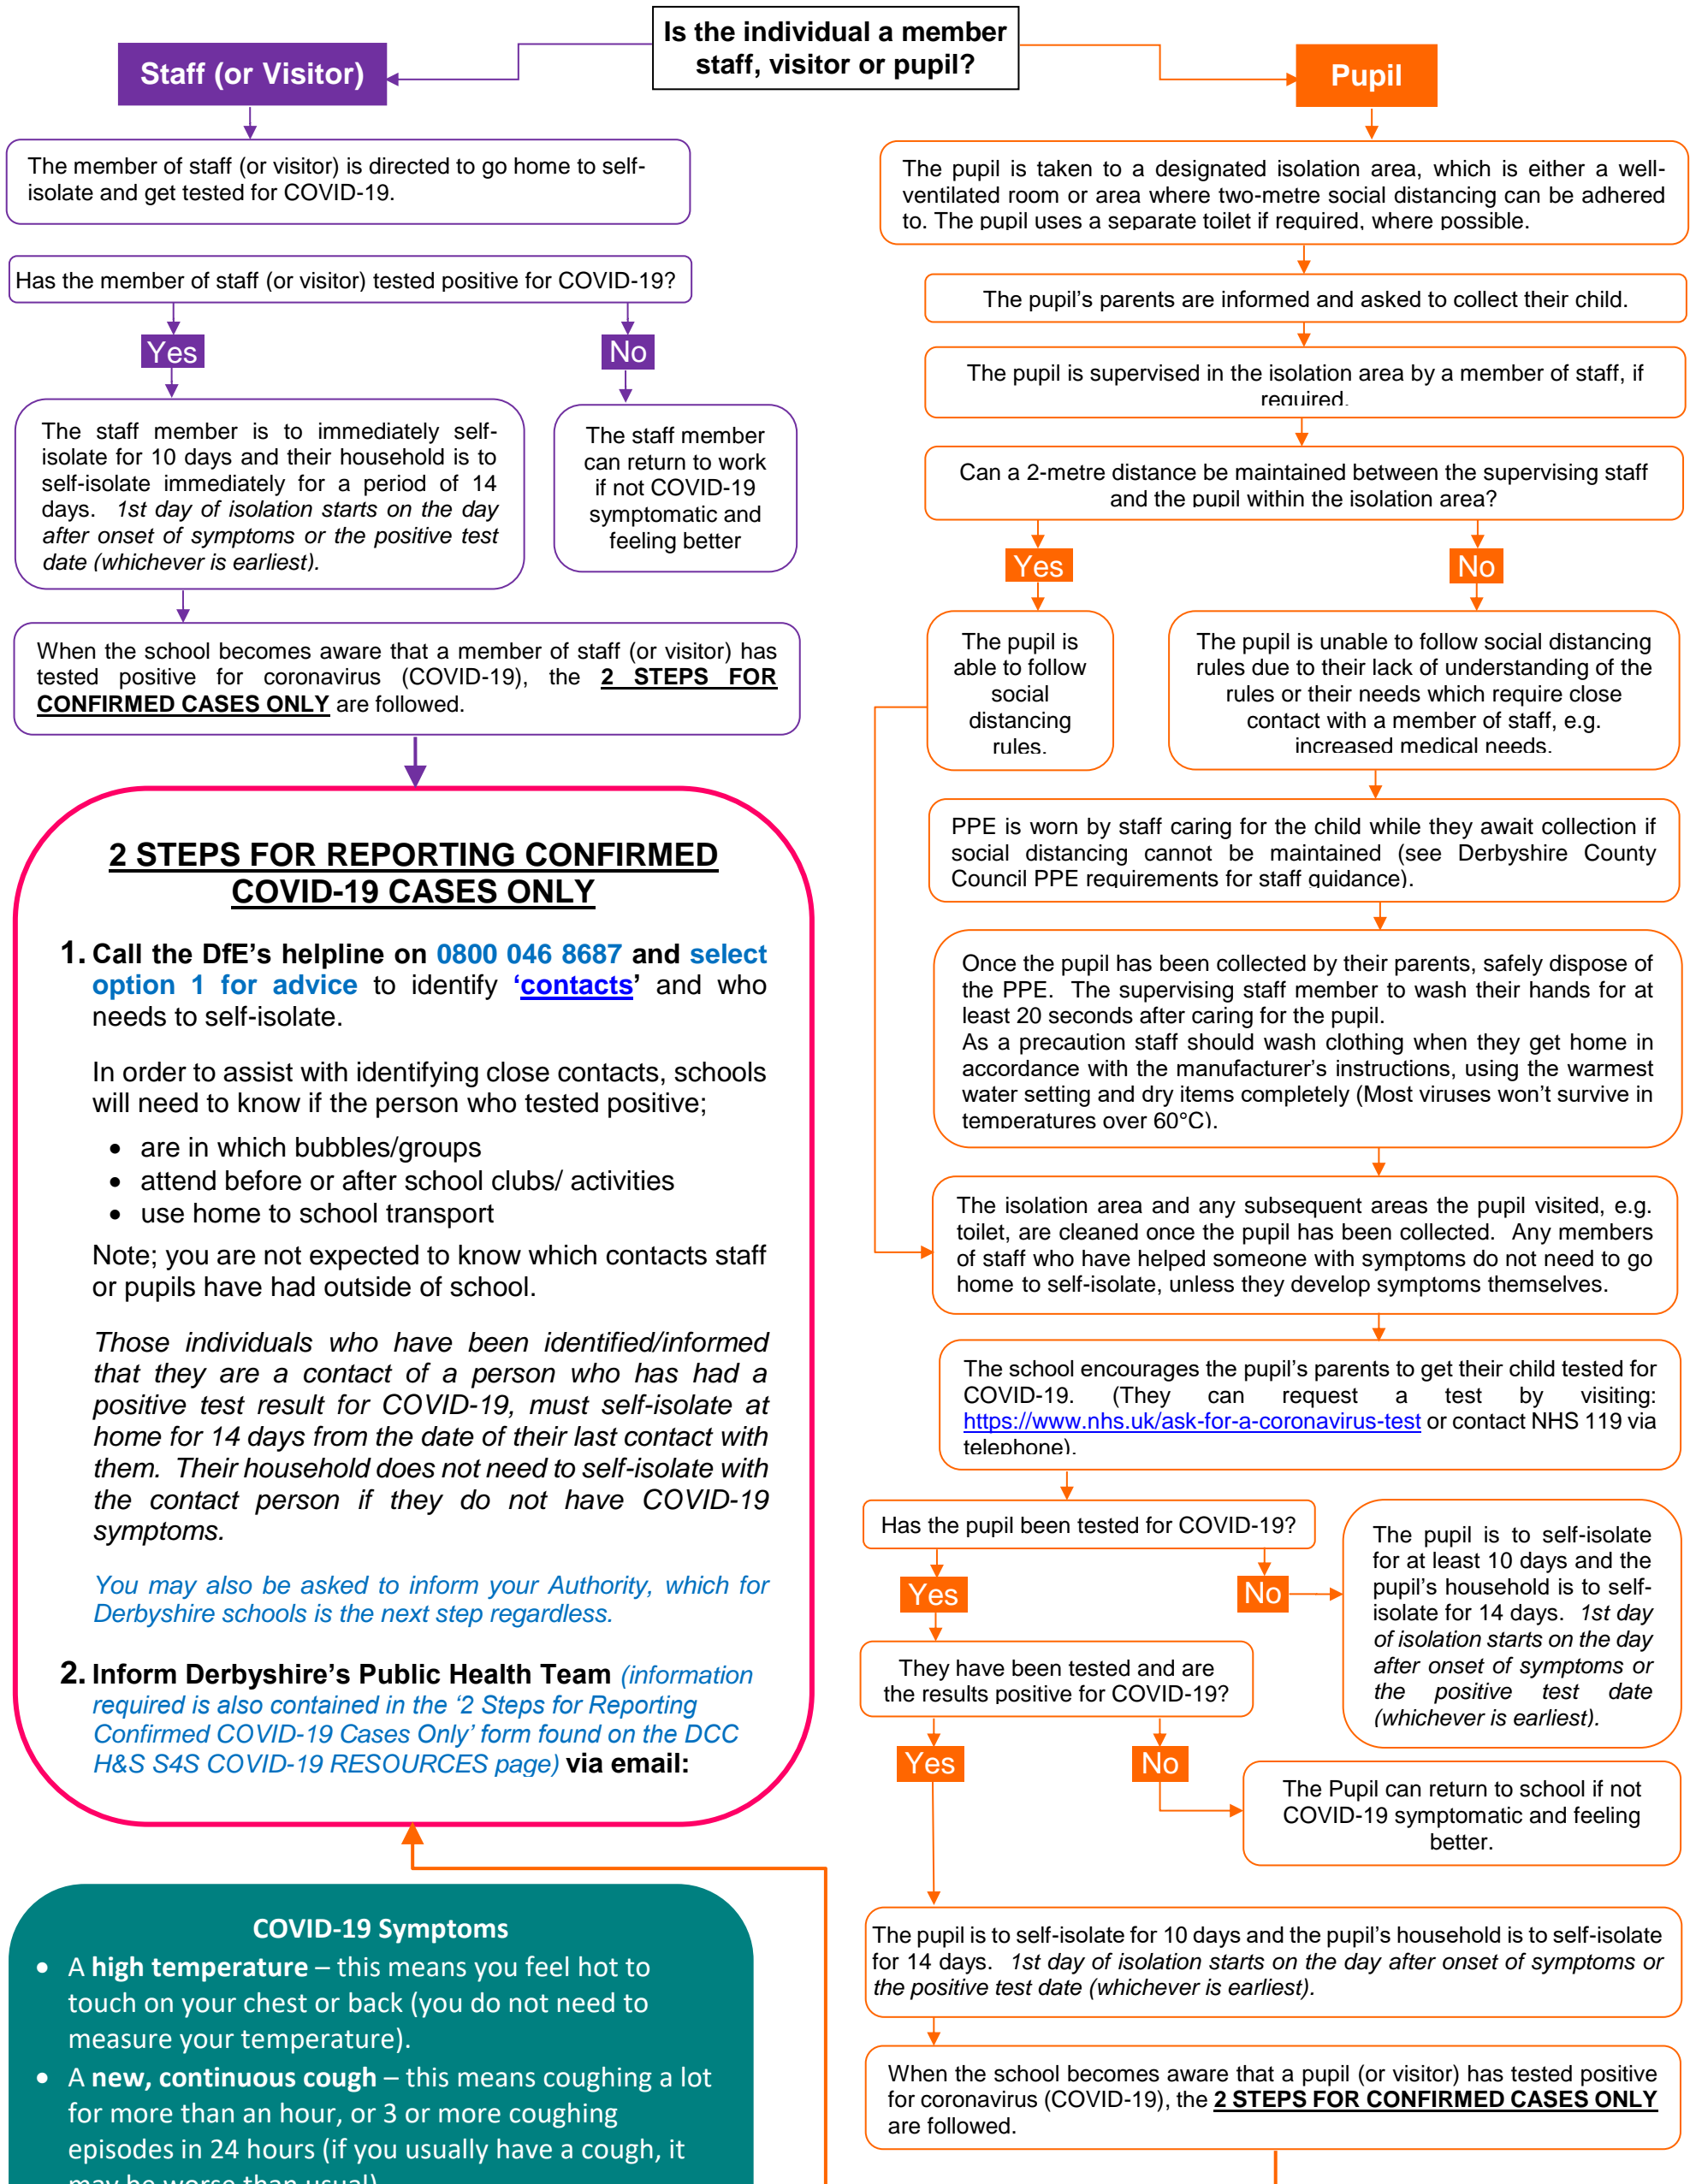 Is the individual a member
staff, visitor or pupil?
Staff (or Visitor)
The member of staff (or visitor) is directed to go home to self-
isolate and get tested for COVID-19.
Has the member of staff (or visitor) tested positive for COVID-19?
Yes
No
The staff member is to immediately self-
isolate for 10 days and their household is to
self-isolate immediately for a period of 14
days. 1st day of isolation starts on the day
after onset of symptoms or the positive test
date (whichever is earliest).
The staff member
can return to work
if not COVID-19
symptomatic and
feeling better
When the school becomes aware that a member of staff (or visitor) has
tested positive for coronavirus (COVID-19), the 2 STEPS FOR
CONFIRMED CASES ONLY are followed.
2 STEPS FOR REPORTING CONFIRMED
COVID-19 CASES ONLY
1. Call the DfE’s helpline on 0800 046 8687 and select
option 1 for advice to identify ‘contacts’ and who
needs to self-isolate.
In order to assist with identifying close contacts, schools
will need to know if the person who tested positive;
• are in which bubbles/groups
• attend before or after school clubs/ activities
• use home to school transport
Note; you are not expected to know which contacts staff
or pupils have had outside of school.
Those individuals who have been identified/informed
that they are a contact of a person who has had a
positive test result for COVID-19, must self-isolate at
home for 14 days from the date of their last contact with
them. Their household does not need to self-isolate with
the contact person if they do not have COVID-19
symptoms.
You may also be asked to inform your Authority, which for
Derbyshire schools is the next step regardless.
2. Inform Derbyshire’s Public Health Team (information
required is also contained in the ‘2 Steps for Reporting
Confirmed COVID-19 Cases Only’ form found on the DCC
H&S S4S COVID-19 RESOURCES page) via email:
COVID-19 Symptoms
• A high temperature – this means you feel hot to
touch on your chest or back (you do not need to
measure your temperature).
• A new, continuous cough – this means coughing a lot
for more than an hour, or 3 or more coughing
episodes in 24 hours (if you usually have a cough, it
may be worse than usual)
Pupil
The pupil is taken to a designated isolation area, which is either a well-
ventilated room or area where two-metre social distancing can be adhered
to. The pupil uses a separate toilet if required, where possible.
The pupil’s parents are informed and asked to collect their child.
The pupil is supervised in the isolation area by a member of staff, if
required.
Can a 2-metre distance be maintained between the supervising staff
and the pupil within the isolation area?
Yes
No
The pupil is
able to follow
social
distancing
rules.
The pupil is unable to follow social distancing
rules due to their lack of understanding of the
rules or their needs which require close
contact with a member of staff, e.g.
increased medical needs.
PPE is worn by staff caring for the child while they await collection if
social distancing cannot be maintained (see Derbyshire County
Council PPE requirements for staff guidance).
Once the pupil has been collected by their parents, safely dispose of
the PPE. The supervising staff member to wash their hands for at
least 20 seconds after caring for the pupil.
As a precaution staff should wash clothing when they get home in
accordance with the manufacturer’s instructions, using the warmest
water setting and dry items completely (Most viruses won’t survive in
temperatures over 60°C).
The isolation area and any subsequent areas the pupil visited, e.g.
toilet, are cleaned once the pupil has been collected. Any members
of staff who have helped someone with symptoms do not need to go
home to self-isolate, unless they develop symptoms themselves.
The school encourages the pupil’s parents to get their child tested for
COVID-19. (They can request a test by visiting:
https://www.nhs.uk/ask-for-a-coronavirus-test or contact NHS 119 via
telephone).
Has the pupil been tested for COVID-19?
Yes
No
The pupil is to self-isolate
for at least 10 days and the
pupil’s household is to self-
isolate for 14 days. 1st day
of isolation starts on the day
after onset of symptoms or
the positive test date
(whichever is earliest).
They have been tested and are
the results positive for COVID-19?
Yes
No
The Pupil can return to school if not
COVID-19 symptomatic and feeling
better.
The pupil is to self-isolate for 10 days and the pupil’s household is to self-isolate
for 14 days. 1st day of isolation starts on the day after onset of symptoms or
the positive test date (whichever is earliest).
When the school becomes aware that a pupil (or visitor) has tested positive
for coronavirus (COVID-19), the 2 STEPS FOR CONFIRMED CASES ONLY
are followed.